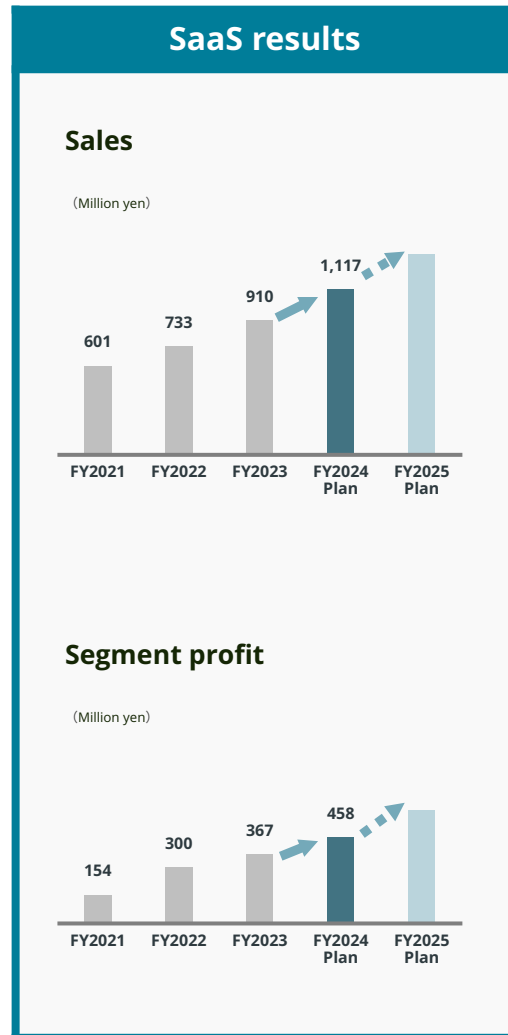 SaaS results
Sales
（Million yen）
601
733
910
1,117
FY2021
FY2022
FY2023
FY2024
Plan
FY2025
Plan
Segment profit
（Million yen）
154
300
367
458
FY2021
FY2022
FY2023
FY2024
Plan
FY2025
Plan